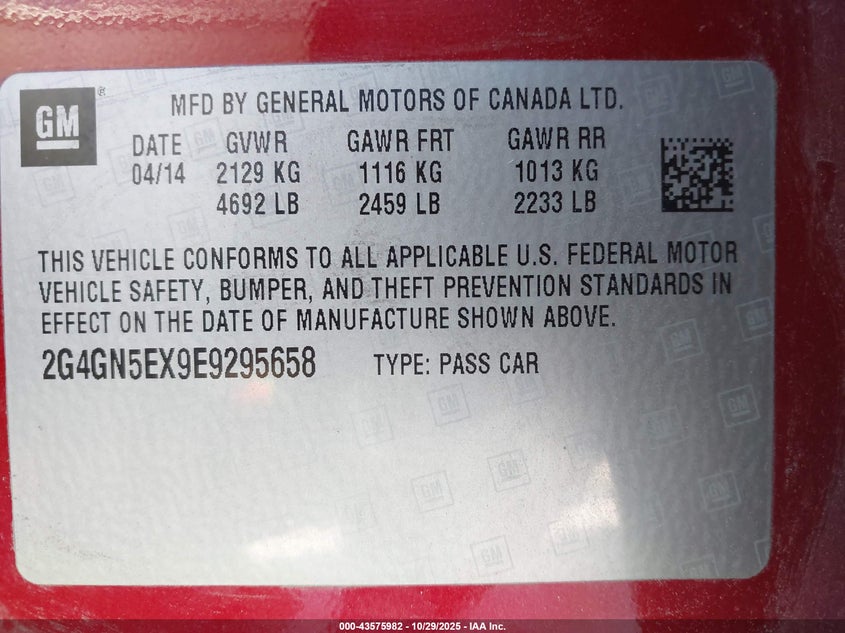 GM
MFD BY GENERAL MOTORS OF CANADA LTD.
DATE GVWR GAWR FRT GAWR RR
04/14 2129 KG 1116 KG 1013 KG
4692 LB 2459 LB 2233 LB
THIS VEHICLE CONFORMS TO ALL APPLICABLE U.S. FEDERAL MOTOR
VEHICLE SAFETY, BUMPER, AND THEFT PREVENTION STANDARDS IN
EFFECT ON THE DATE OF MANUFACTURE SHOWN ABOVE.
2G4GN5EX9E9295658 TYPE: PASS CAR
000-43575982 - 10/29/2025 - IAA Inc.